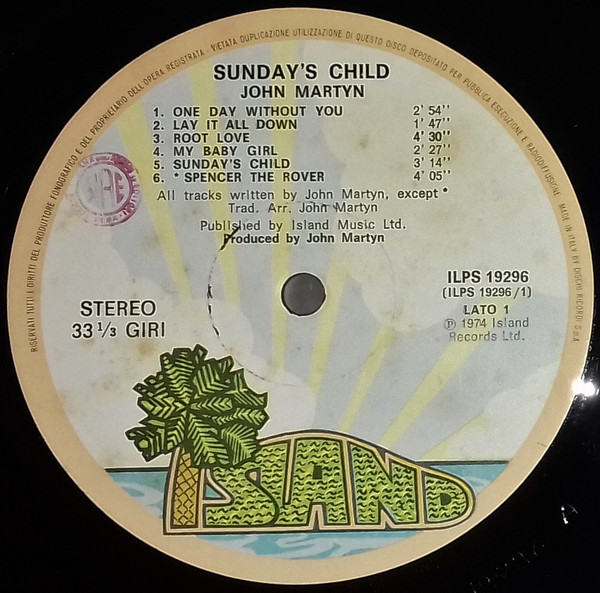 RISERVATI TUTTI I DIRITTI DEL PRODUTTORE FONOGRAFICO E DEL PROPRIETARIO DELL'OPERA REGISTRATA - VIETATA DUPLICAZIONE UTILIZZAZIONE DI QUESTO DISCO DEPOSITATO PER PUBBLICA ESECUZIONE E RADIODIFFUSIONE. MADE IN ITALY BY DISCHI RICORDI S.p.A.
SUNDAY'S CHILD
JOHN MARTYN
1. ONE DAY WITHOUT YOU 2'54''
2. LAY IT ALL DOWN 1'47''
3. ROOT LOVE 4'30''
4. MY BABY GIRL 2'27''
5. SUNDAY'S CHILD 3'14''
6. * SPENCER THE ROVER 4'05''
All tracks written by John Martyn, except *
Trad. Arr. John Martyn
Published by Island Music Ltd.
Produced by John Martyn
SIAE
STEREO
33 1/3 GIRI
ILPS 19296
(ILPS 19296/1)
LATO 1
℗ 1974 Island
Records Ltd.
ISLAND